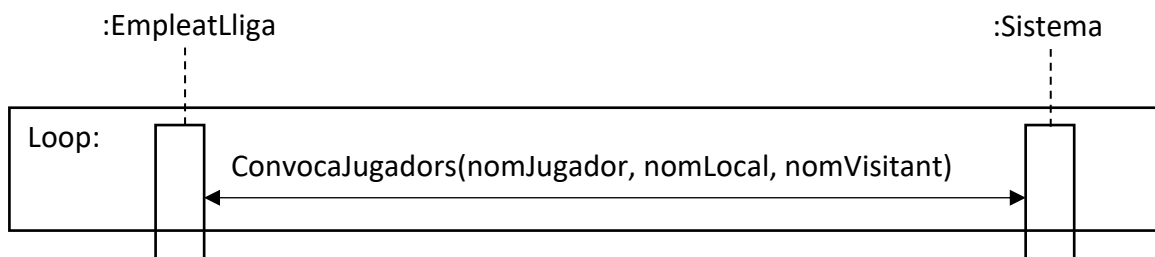 :EmpleatLliga
:Sistema
Loop:
ConvocaJugadors(nomJugador, nomLocal, nomVisitant)